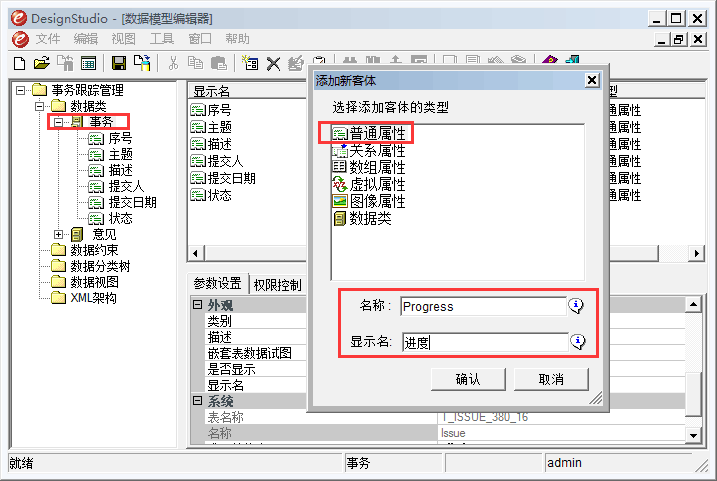 DesignStudio - [数据模型编辑器]
文件 编辑 视图 工具 窗口 帮助
事务跟踪管理
数据类
事务
序号
主题
描述
提交人
提交日期
状态
意见
数据约束
数据分类树
数据视图
XML架构
显示名
序号
主题
描述
提交人
提交日期
状态
型
通属性
通属性
通属性
通属性
通属性
通属性
参数设置 权限控制
外观
类别
描述
嵌套表数据试图
是否显示
显示名
系统
表名称 T_ISSUE_380_16
名称 Issue
添加新客体
选择添加客体的类型
普通属性
关系属性
数组属性
虚拟属性
图像属性
数据类
名称： Progress
显示名: 进度
确认 取消
就绪 事务 admin